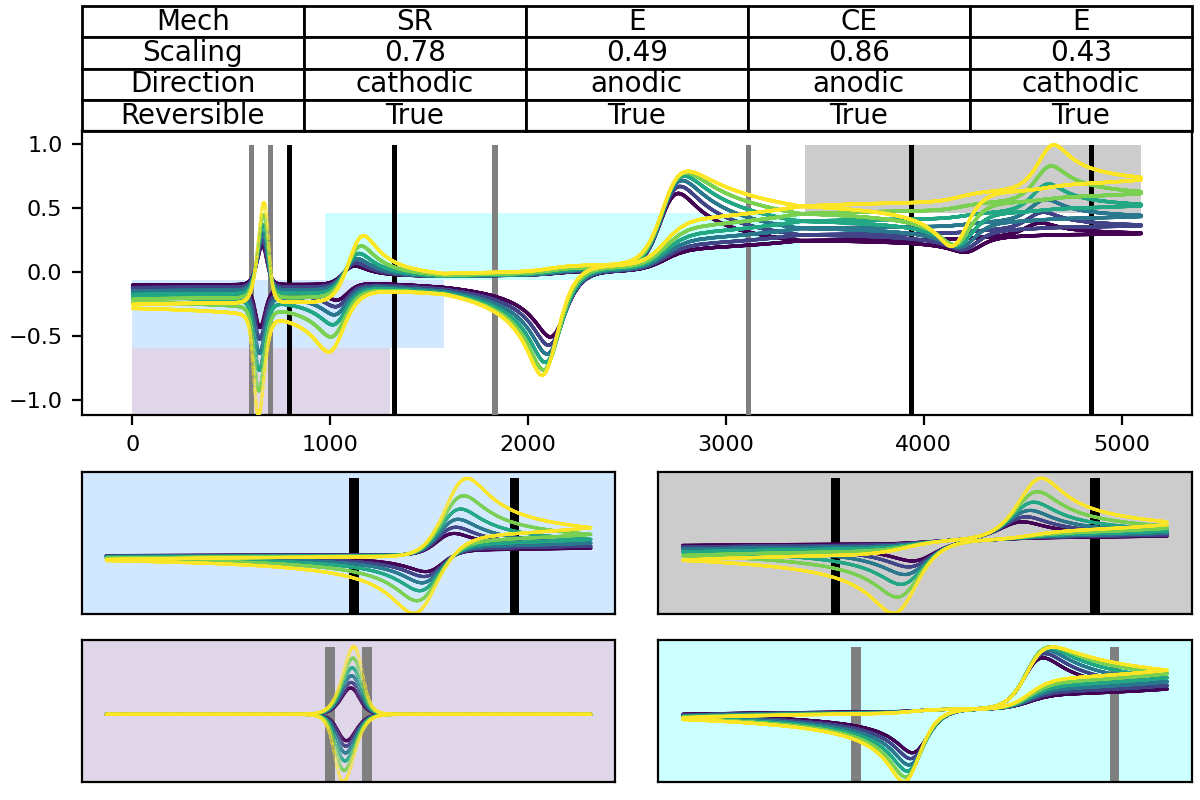 Mech SR E CE E
Scaling 0.78 0.49 0.86 0.43
Direction cathodic anodic anodic cathodic
Reversible True True True True
1.0
0.5
0.0
−0.5
−1.0
0 1000 2000 3000 4000 5000